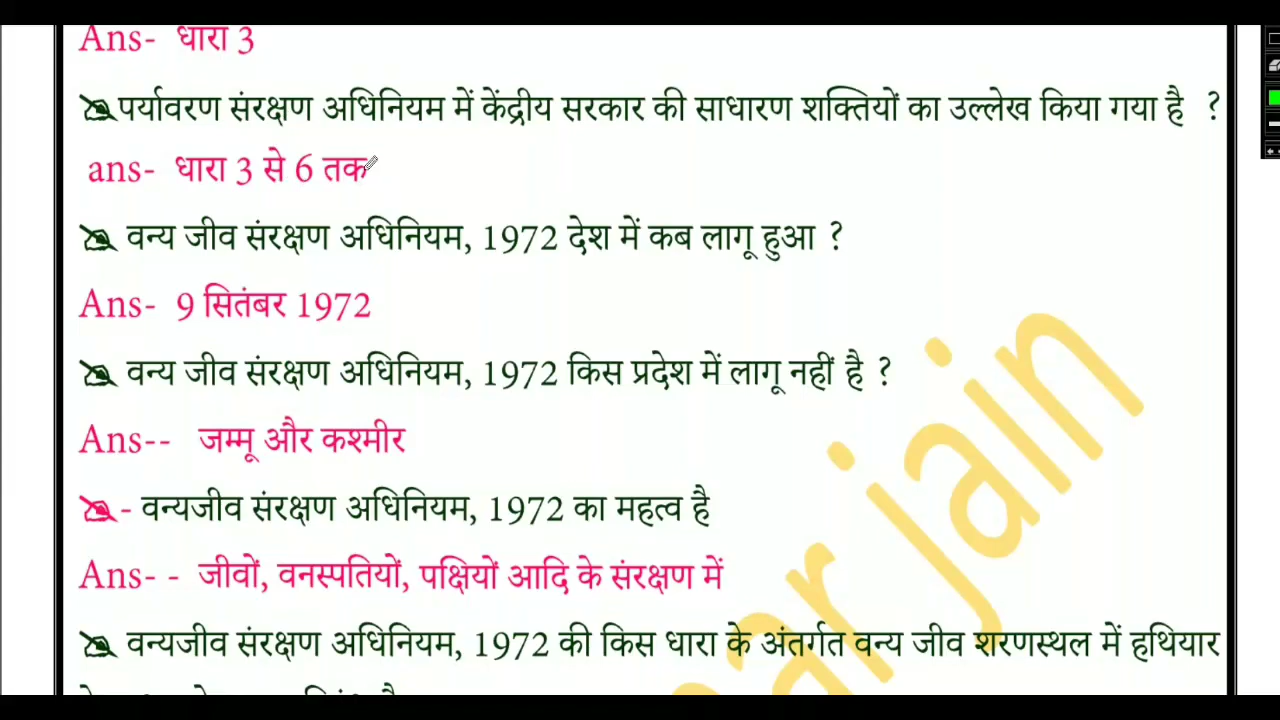 Ans- धारा 3
पर्यावरण संरक्षण अधिनियम में केंद्रीय सरकार की साधारण शक्तियों का उल्लेख किया गया है ?
ans- धारा 3 से 6 तक
वन्य जीव संरक्षण अधिनियम, 1972 देश में कब लागू हुआ ?
Ans- 9 सितंबर 1972
वन्य जीव संरक्षण अधिनियम, 1972 किस प्रदेश में लागू नहीं है ?
Ans-- जम्मू और कश्मीर
- वन्यजीव संरक्षण अधिनियम, 1972 का महत्व है
Ans- - जीवों, वनस्पतियों, पक्षियों आदि के संरक्षण में
वन्यजीव संरक्षण अधिनियम, 1972 की किस धारा के अंतर्गत वन्य जीव शरणस्थल में हथियार
ar jain